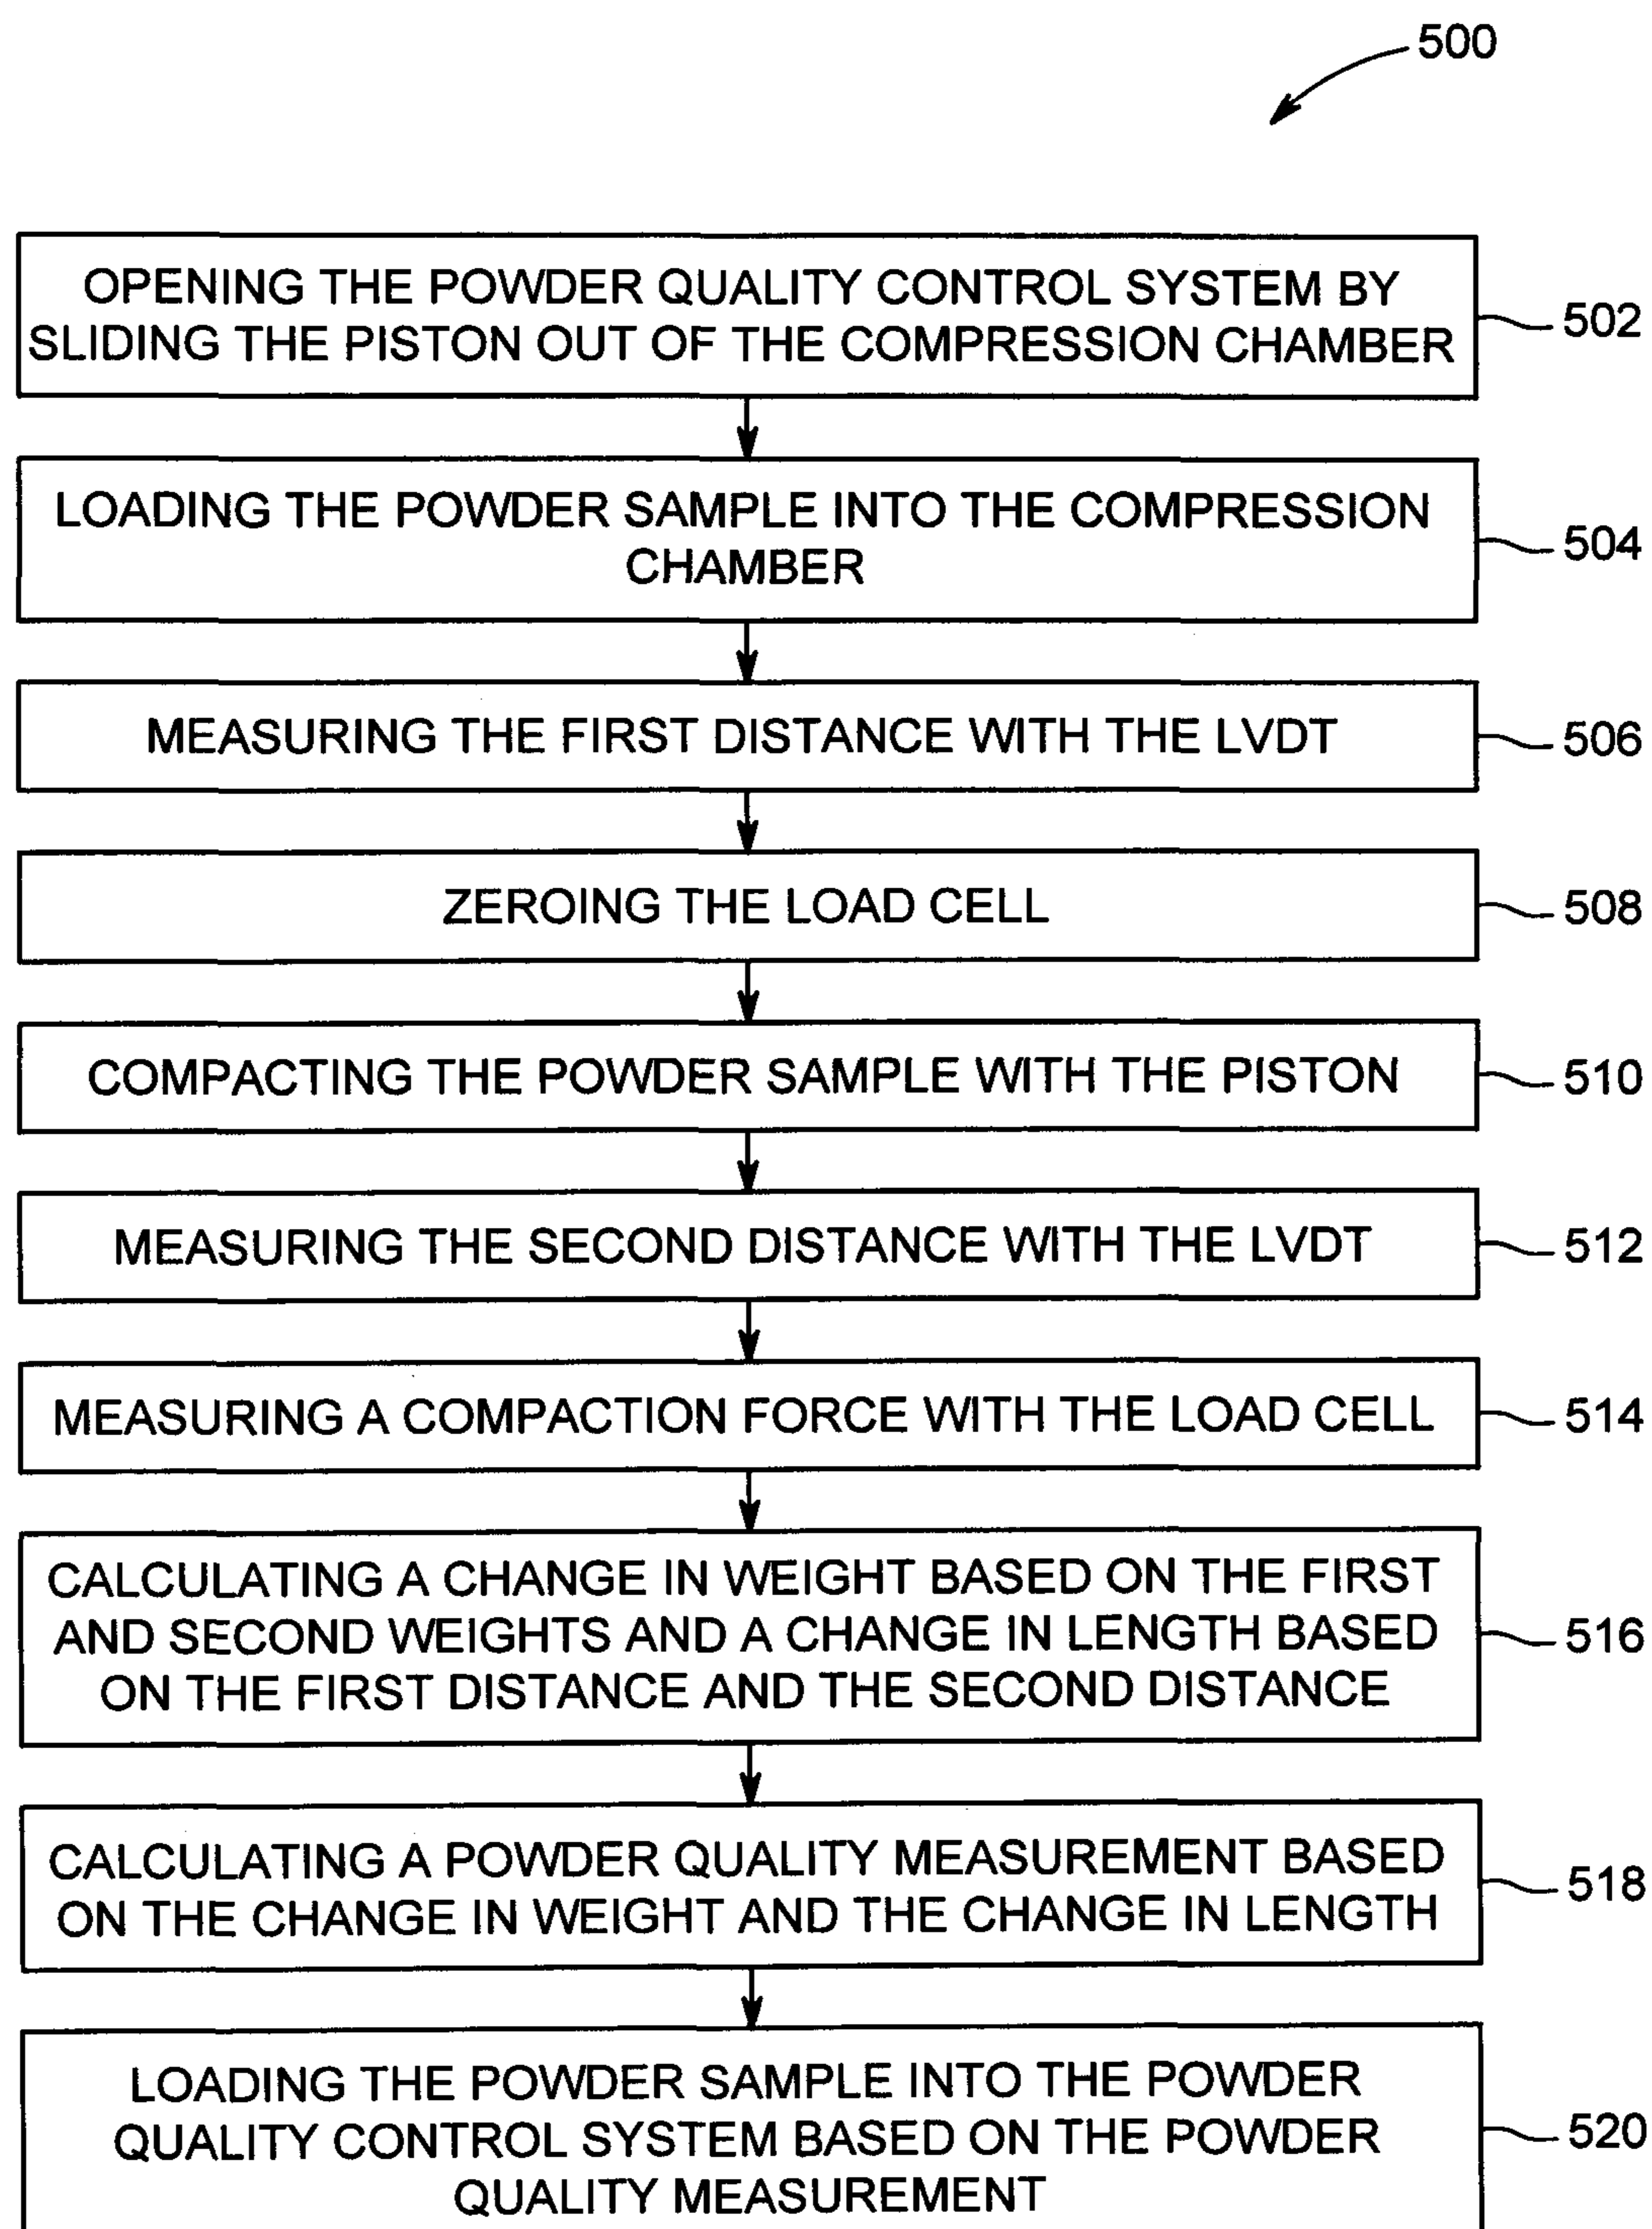 500
OPENING THE POWDER QUALITY CONTROL SYSTEM BY
SLIDING THE PISTON OUT OF THE COMPRESSION CHAMBER
502
LOADING THE POWDER SAMPLE INTO THE COMPRESSION
CHAMBER
504
MEASURING THE FIRST DISTANCE WITH THE LVDT
506
ZEROING THE LOAD CELL
508
COMPACTING THE POWDER SAMPLE WITH THE PISTON
510
MEASURING THE SECOND DISTANCE WITH THE LVDT
512
MEASURING A COMPACTION FORCE WITH THE LOAD CELL
514
CALCULATING A CHANGE IN WEIGHT BASED ON THE FIRST
AND SECOND WEIGHTS AND A CHANGE IN LENGTH BASED
ON THE FIRST DISTANCE AND THE SECOND DISTANCE
516
CALCULATING A POWDER QUALITY MEASUREMENT BASED
ON THE CHANGE IN WEIGHT AND THE CHANGE IN LENGTH
518
LOADING THE POWDER SAMPLE INTO THE POWDER
QUALITY CONTROL SYSTEM BASED ON THE POWDER
QUALITY MEASUREMENT
520